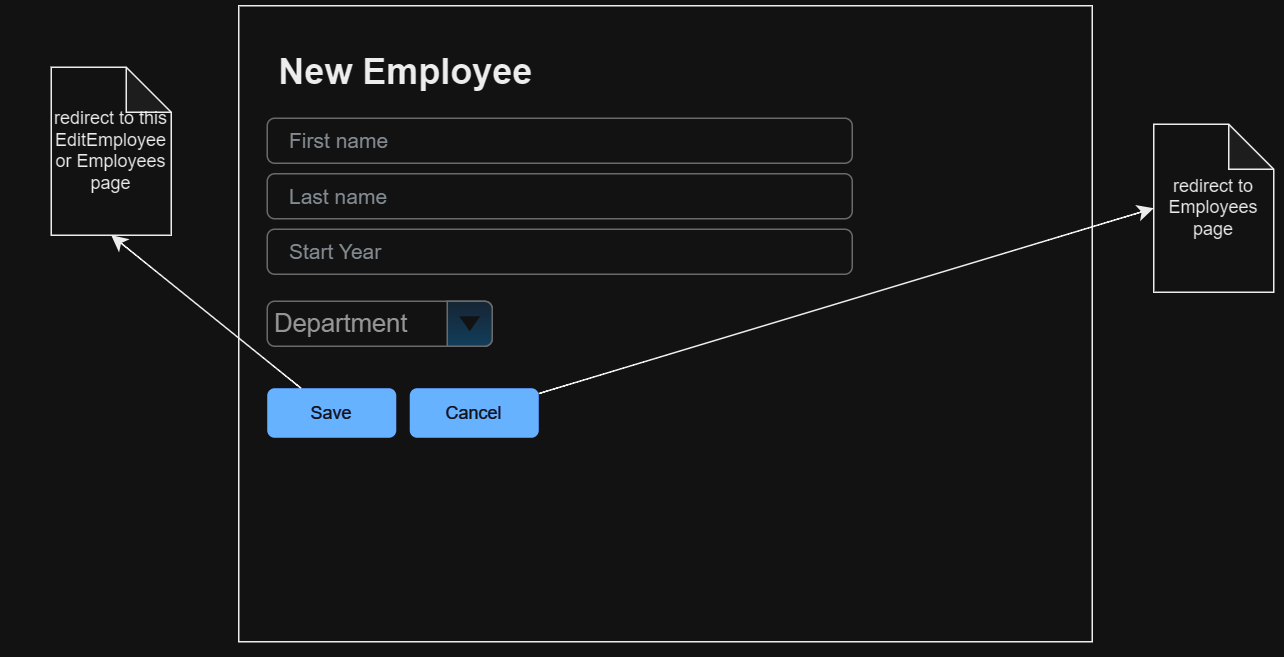 New Employee
redirect to this
EditEmployee
or Employees
page
First name
Last name
Start Year
Department
Save
Cancel
redirect to
Employees
page